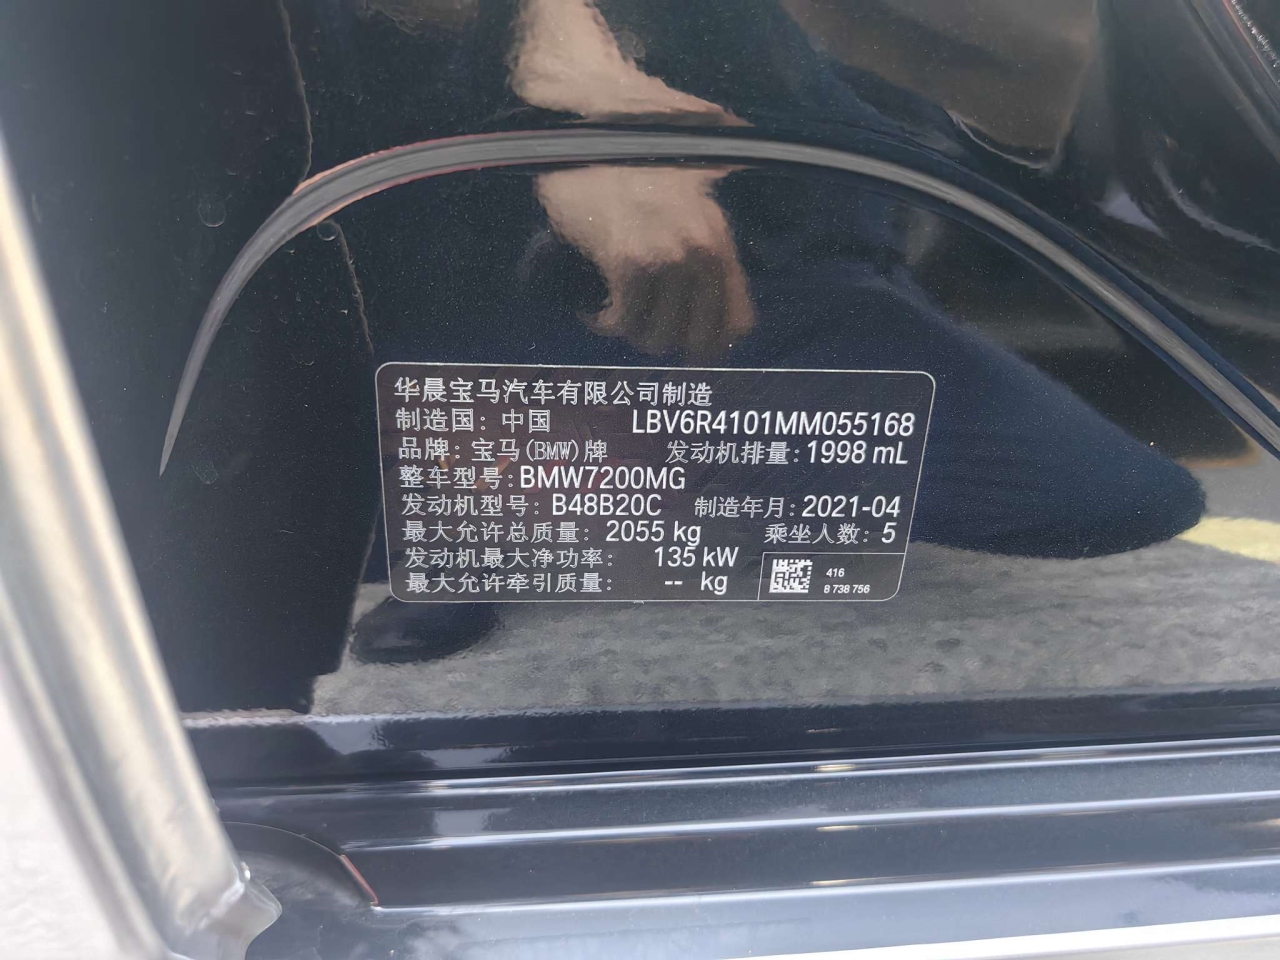 华晨宝马汽车有限公司制造
制造国：中国 LBV6R4101MM055168
品牌：宝马(BMW)牌 发动机排量：1998 mL
整车型号：BMW7200MG
发动机型号：B48B20C 制造年月：2021-04
最大允许总质量：2055 kg 乘坐人数：5
发动机最大净功率：135 kW
最大允许牵引质量：-- kg
416
8 738 756